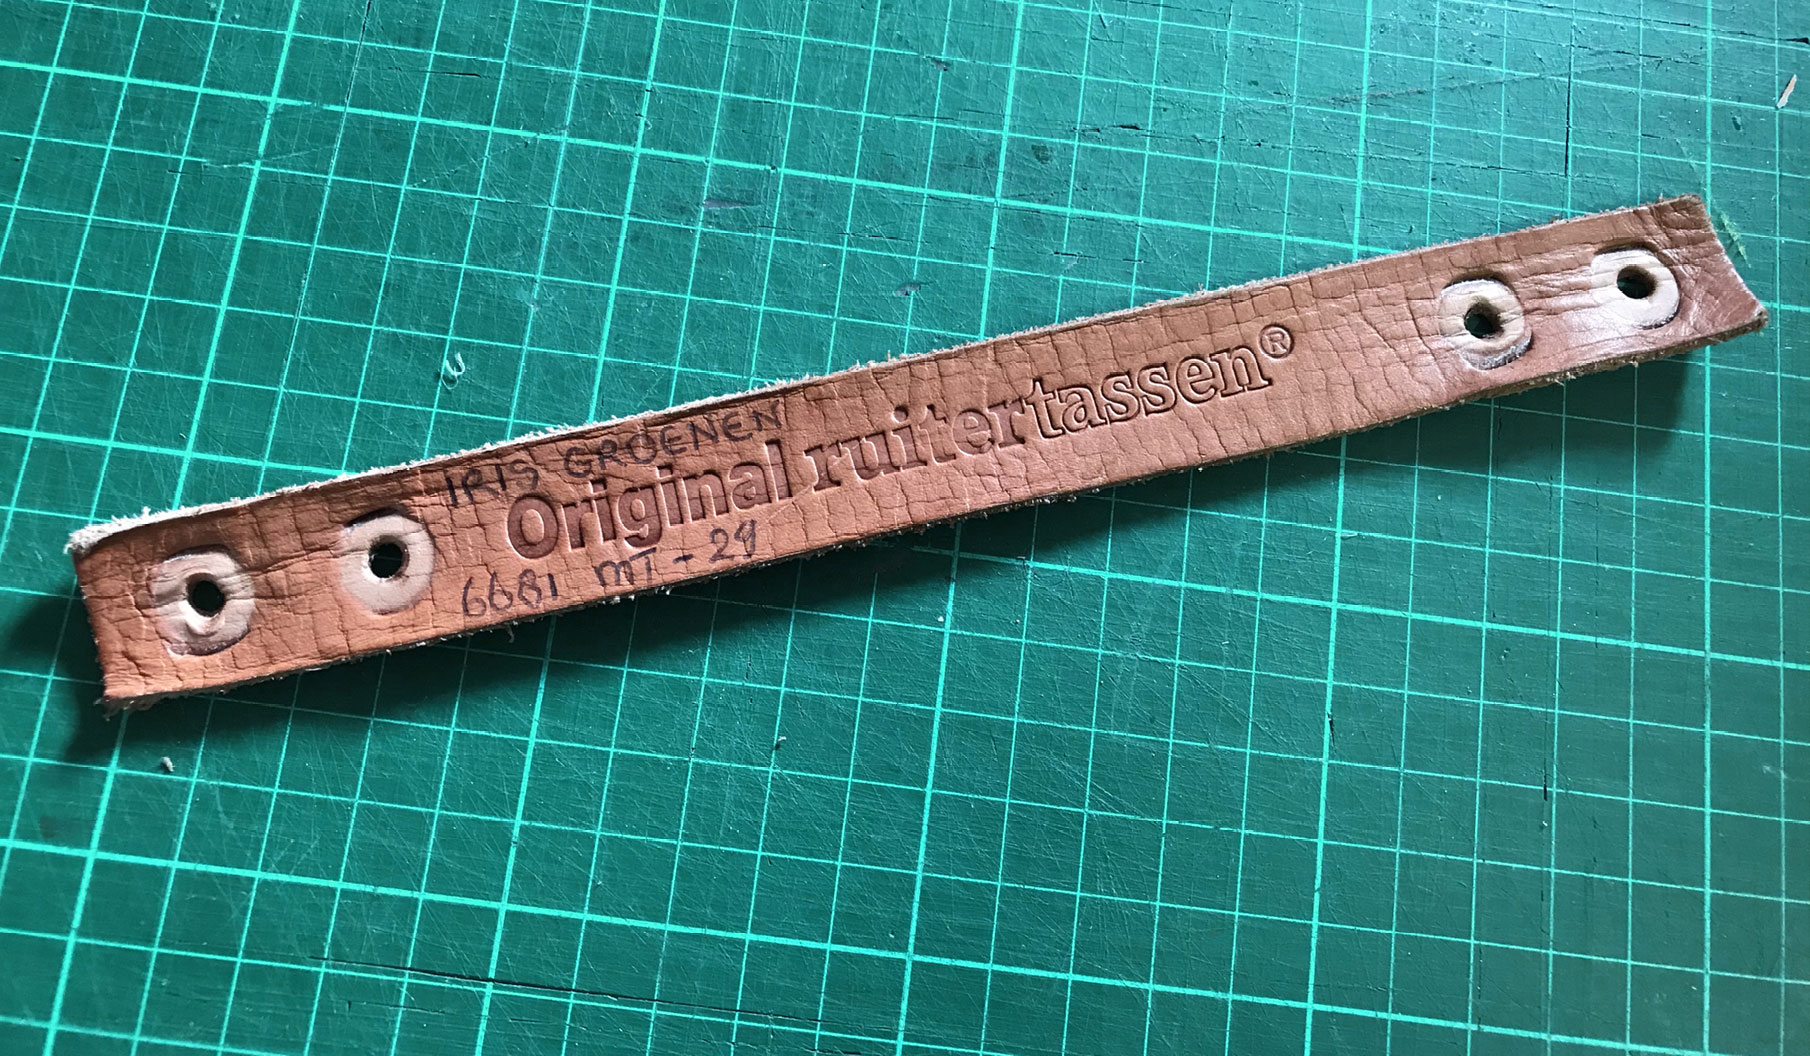 IRIS GROENEN
Original ruitertassen®
6681 MT - 29